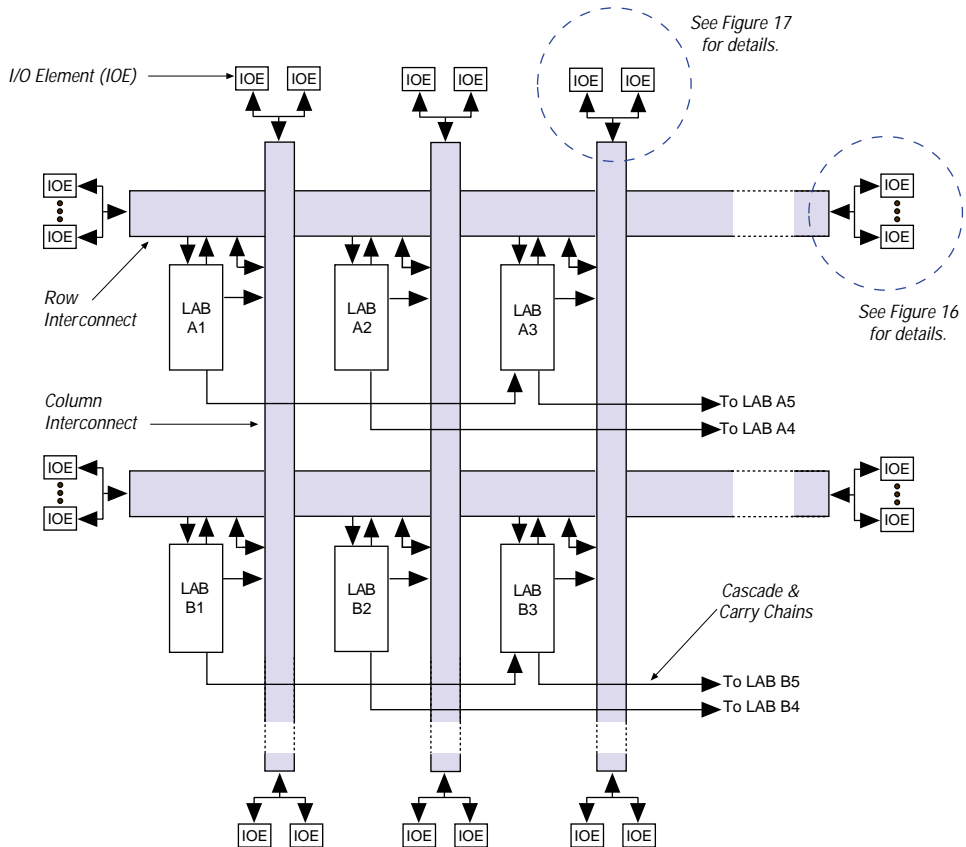 See Figure 17
for details.
I/O Element (IOE)
IOE IOE IOE IOE IOE IOE
IOE
IOE
IOE
IOE
Row
Interconnect
LAB
A1
LAB
A2
LAB
A3
See Figure 16
for details.
Column
Interconnect
To LAB A5
To LAB A4
IOE
IOE
IOE
IOE
LAB
B1
LAB
B2
LAB
B3
Cascade &
Carry Chains
To LAB B5
To LAB B4
IOE IOE IOE IOE IOE IOE